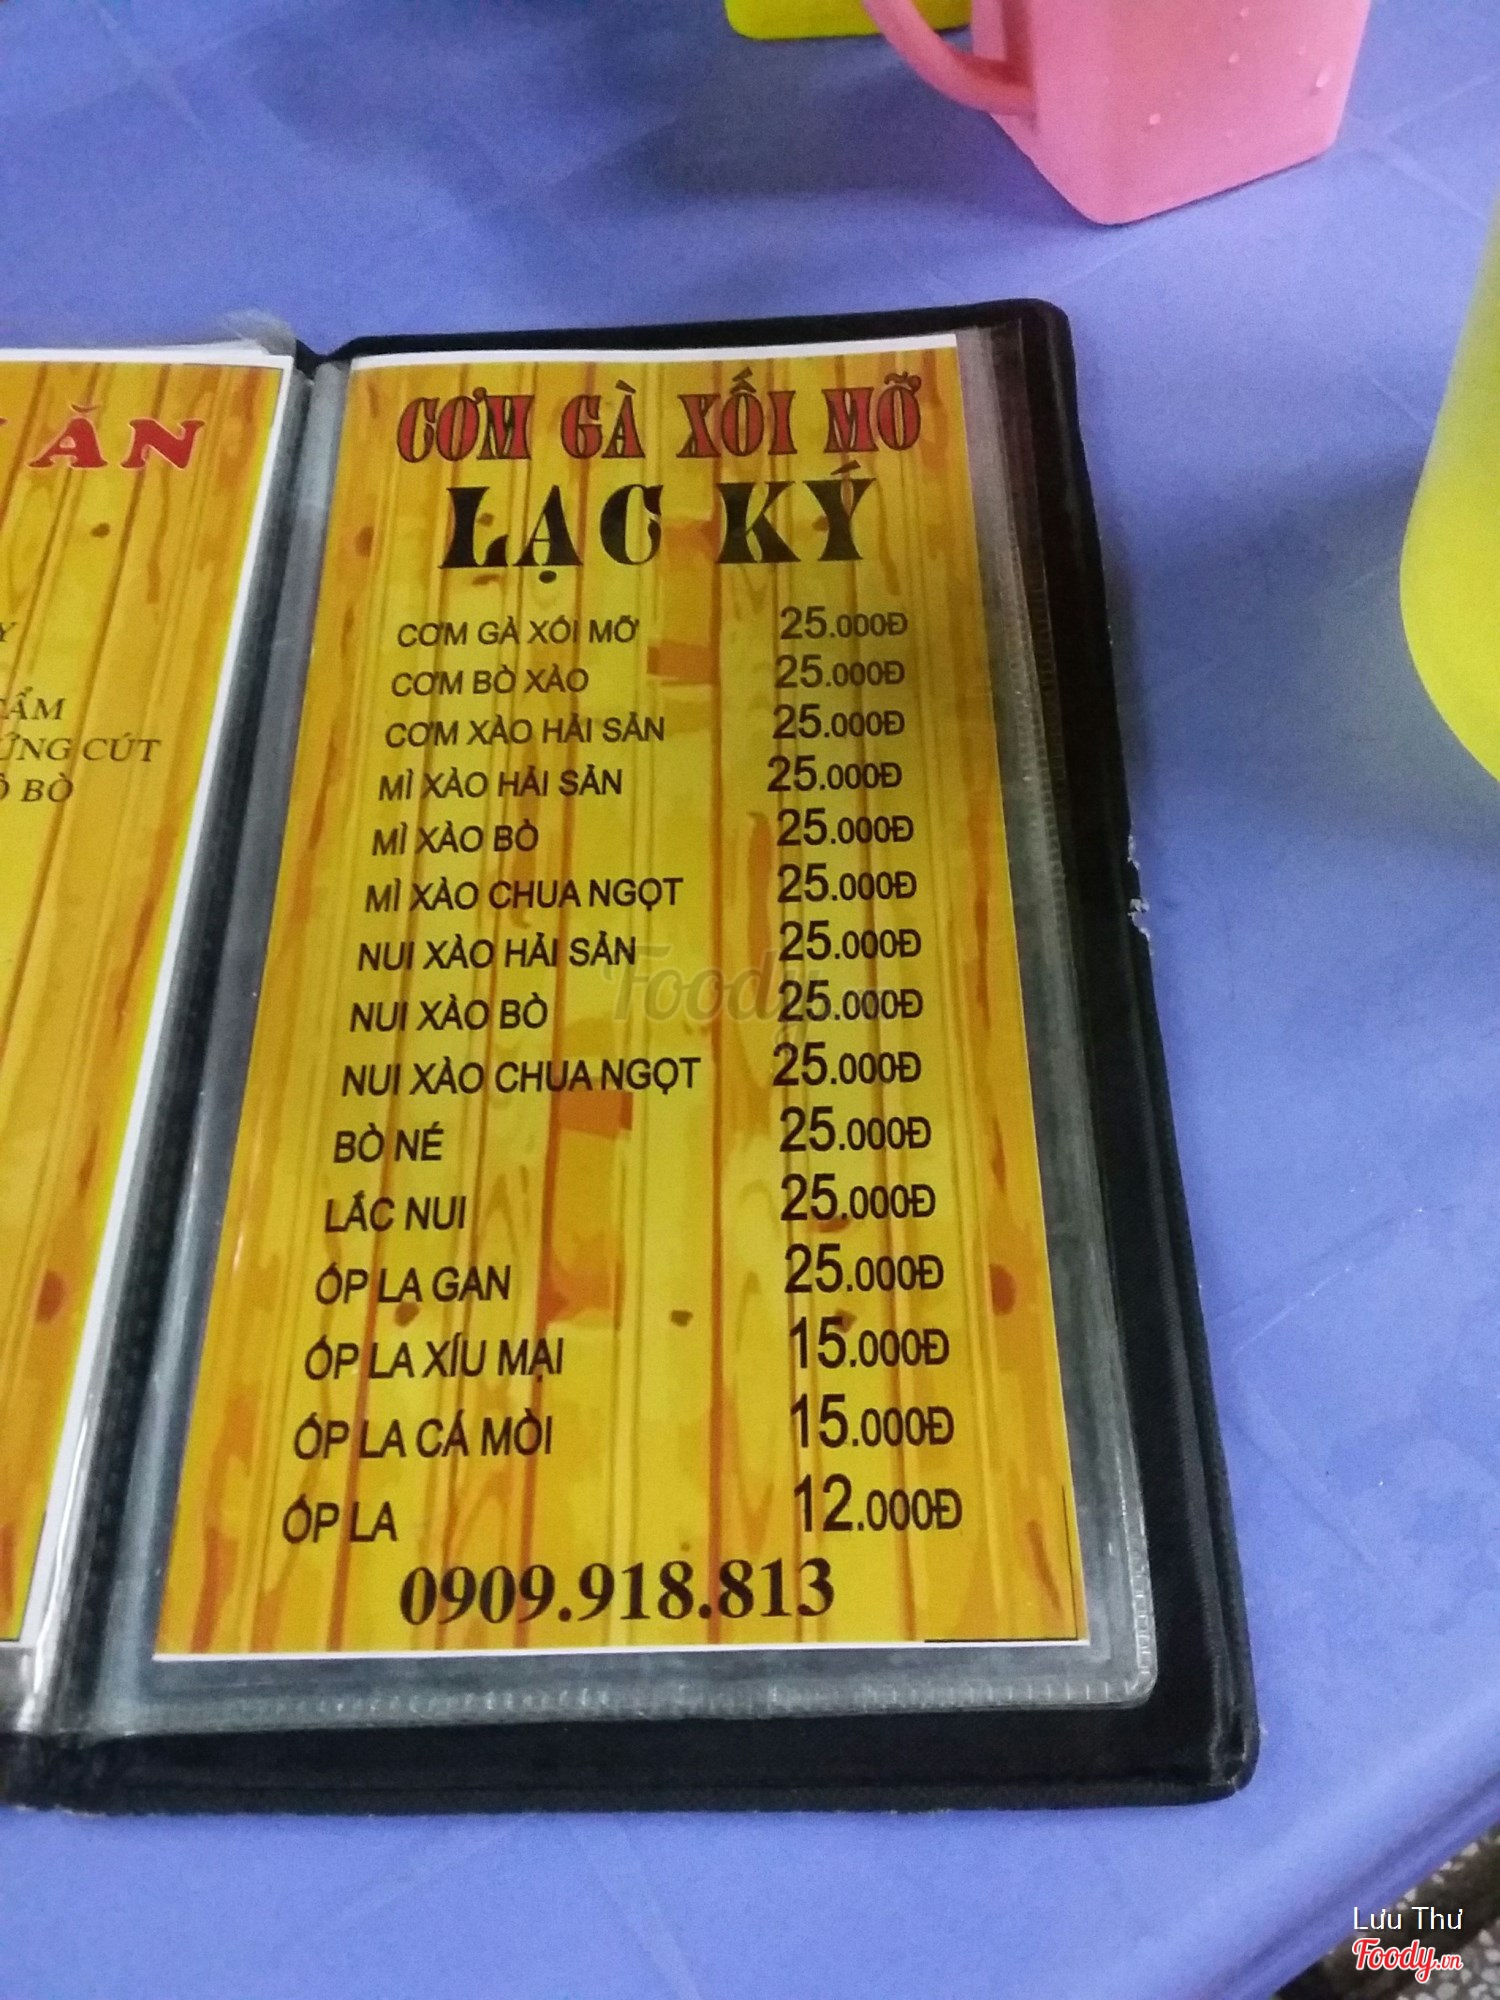 ĂN
CẨM
CÚT
BÒ
CƠM GÀ XỐI MỠ
LẠC KÝ
CƠM GÀ XỐI MỠ 25.000Đ
CƠM BÒ XÀO 25.000Đ
CƠM XÀO HẢI SẢN 25.000Đ
MÌ XÀO HẢI SẢN 25.000Đ
MÌ XÀO BÒ 25.000Đ
MÌ XÀO CHUA NGỌT 25.000Đ
NUI XÀO HẢI SẢN 25.000Đ
NUI XÀO BÒ 25.000Đ
NUI XÀO CHUA NGỌT 25.000Đ
BÒ NÉ 25.000Đ
LẮC NUI 25.000Đ
ỐP LA GAN 25.000Đ
ỐP LA XÍU MẠI 15.000Đ
ỐP LA CÁ MÒI 15.000Đ
ỐP LA 12.000Đ
0909.918.813
Foody
Lưu Thư
Foody.vn